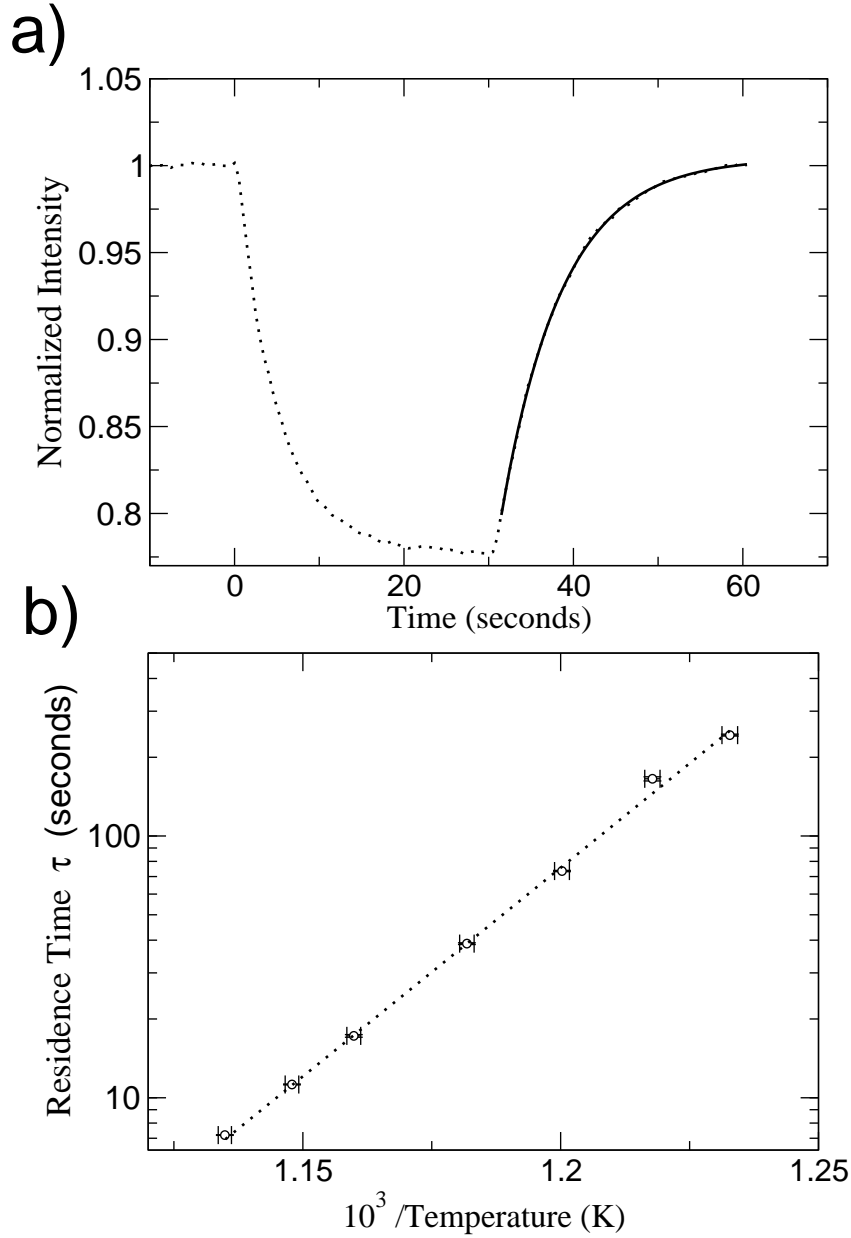 a)
1.05
1
0.95
0.9
0.85
0.8
Normalized Intensity
0 20 40 60
Time (seconds)
b)
100
10
Residence Time τ (seconds)
1.15 1.2 1.25
10³ /Temperature (K)